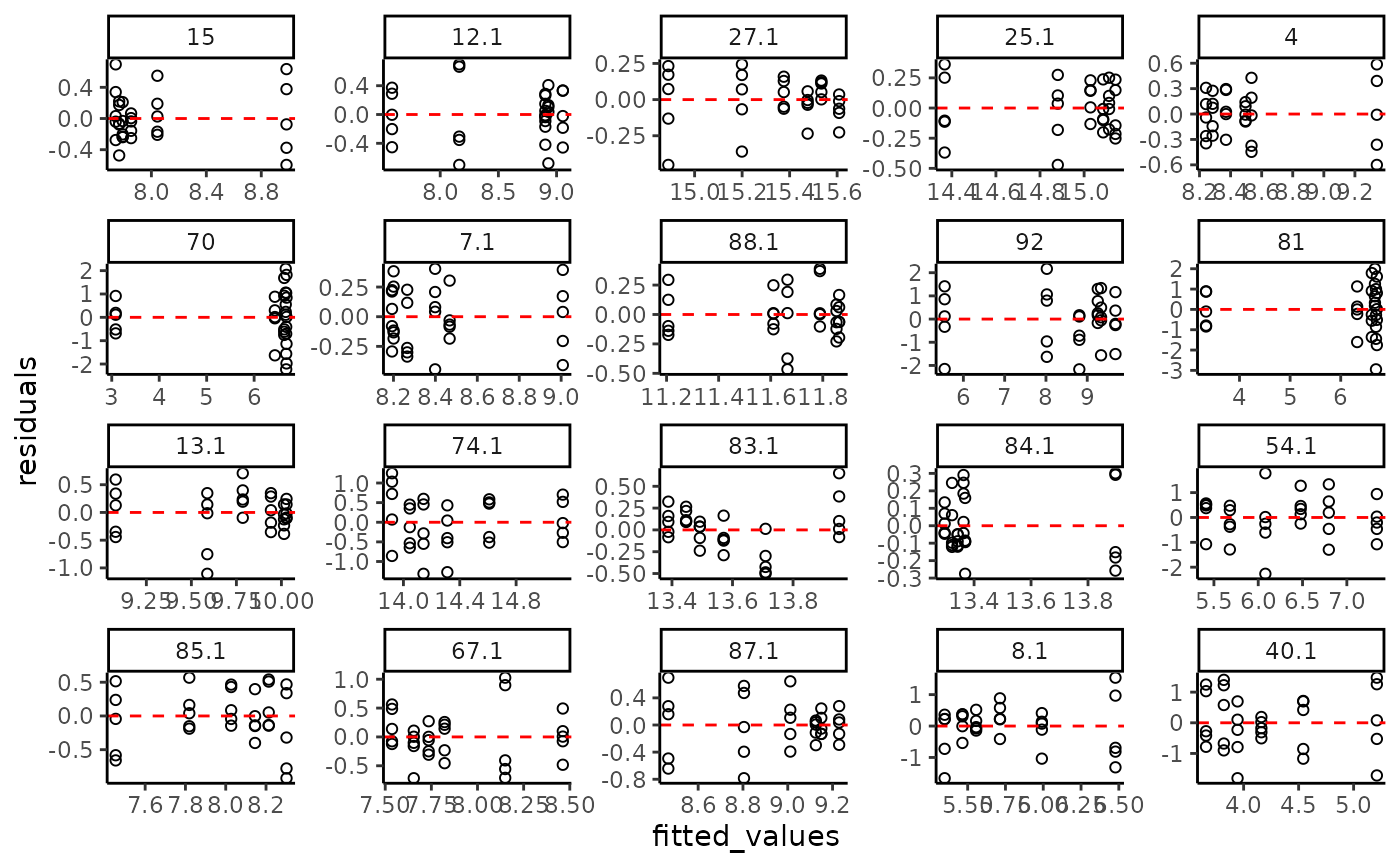 15 12.1 27.1 25.1 4
0.4 0.0 -0.4 0.4 0.0 -0.4 0.25 0.00 -0.25 0.25 0.00 -0.25 -0.50 0.6 0.3 0.0 -0.3 -0.6
8.0 8.4 8.8 8.0 8.5 9.0 15.0 15.2 15.4 15.6 14.4 14.6 14.8 15.0 8.2 8.4 8.6 8.8 9.0 9.2
70 7.1 88.1 92 81
2 1 0 -1 -2 0.25 0.00 -0.25 0.25 0.00 -0.25 -0.50 2 1 0 -1 -2 2 1 0 -1 -2 -3
3 4 5 6 8.2 8.4 8.6 8.8 9.0 11.2 11.4 11.6 11.8 6 7 8 9 4 5 6
residuals
13.1 74.1 83.1 84.1 54.1
0.5 0.0 -0.5 -1.0 1.0 0.5 0.0 -0.5 -1.0 0.50 0.25 0.00 -0.25 -0.50 0.3 0.2 0.1 0.0 -0.1 -0.2 -0.3 1 0 -1 -2
9.25 9.50 9.75 10.00 14.0 14.4 14.8 13.4 13.6 13.8 13.4 13.6 13.8 5.5 6.0 6.5 7.0
85.1 67.1 87.1 8.1 40.1
0.5 0.0 -0.5 1.0 0.5 0.0 -0.5 0.4 0.0 -0.4 -0.8 1 0 -1 1 0 -1
7.6 7.8 8.0 8.2 7.50 7.75 8.00 8.25 8.50 8.6 8.8 9.0 9.2 5.55 5.75 6.00 6.25 6.50 4.0 4.5 5.0
fitted_values